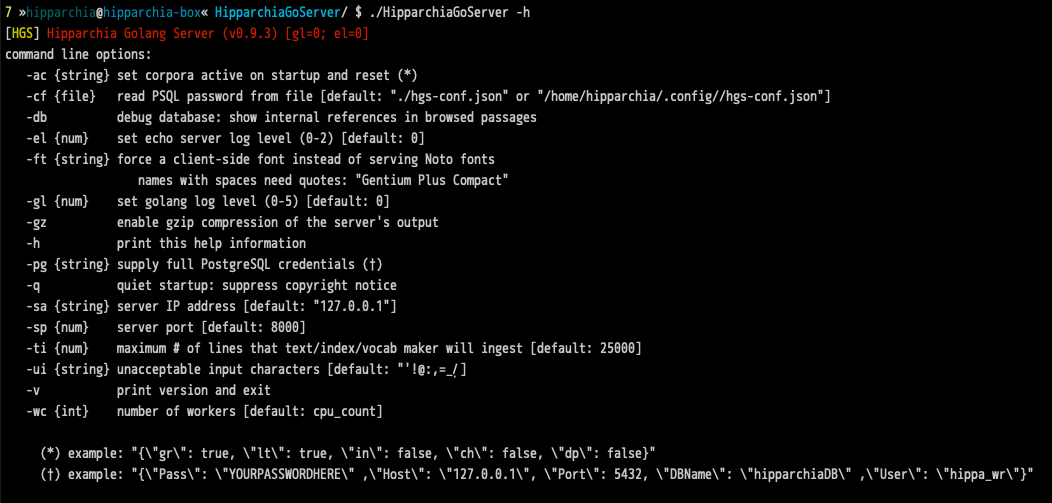 7 »hipparchia@hipparchia-box« HipparchiaGoServer/ $ ./HipparchiaGoServer -h
[HGS] Hipparchia Golang Server (v0.9.3) [gl=0; el=0]
command line options:
-ac {string} set corpora active on startup and reset (*)
-cf {file} read PSQL password from file [default: "./hgs-conf.json" or "/home/hipparchia/.config//hgs-conf.json"]
-db debug database: show internal references in browsed passages
-el {num} set echo server log level (0-2) [default: 0]
-ft {string} force a client-side font instead of serving Noto fonts
names with spaces need quotes: "Gentium Plus Compact"
-gl {num} set golang log level (0-5) [default: 0]
-gz enable gzip compression of the server's output
-h print this help information
-pg {string} supply full PostgreSQL credentials (†)
-q quiet startup: suppress copyright notice
-sa {string} server IP address [default: "127.0.0.1"]
-sp {num} server port [default: 8000]
-ti {num} maximum # of lines that text/index/vocab maker will ingest [default: 25000]
-ui {string} unacceptable input characters [default: "'!@:,=_/]
-v print version and exit
-wc {int} number of workers [default: cpu_count]
(*) example: "{\"gr\": true, \"lt\": true, \"in\": false, \"ch\": false, \"dp\": false}"
(†) example: "{\"Pass\": \"YOURPASSWORDHERE\" ,\"Host\": \"127.0.0.1\", \"Port\": 5432, \"DBName\": \"hipparchiaDB\" ,\"User\": \"hippa_wr\"}"